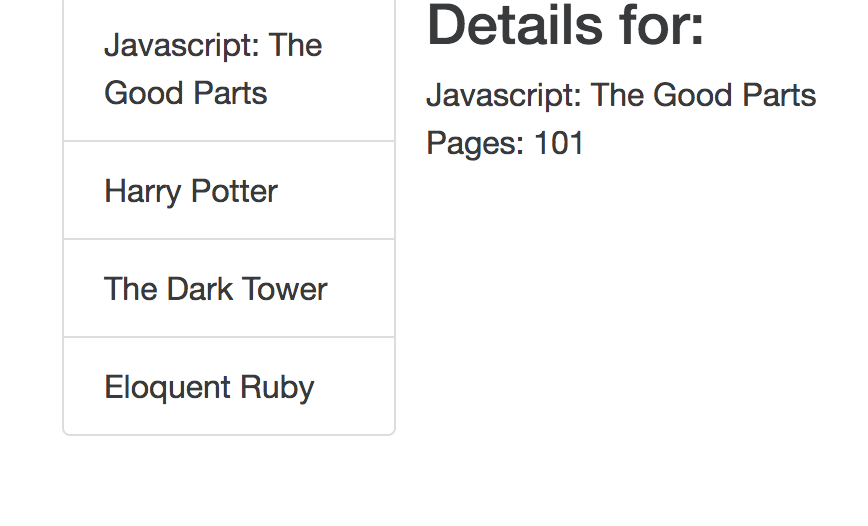 Javascript: The
Good Parts
Harry Potter
The Dark Tower
Eloquent Ruby
Details for:
Javascript: The Good Parts
Pages: 101